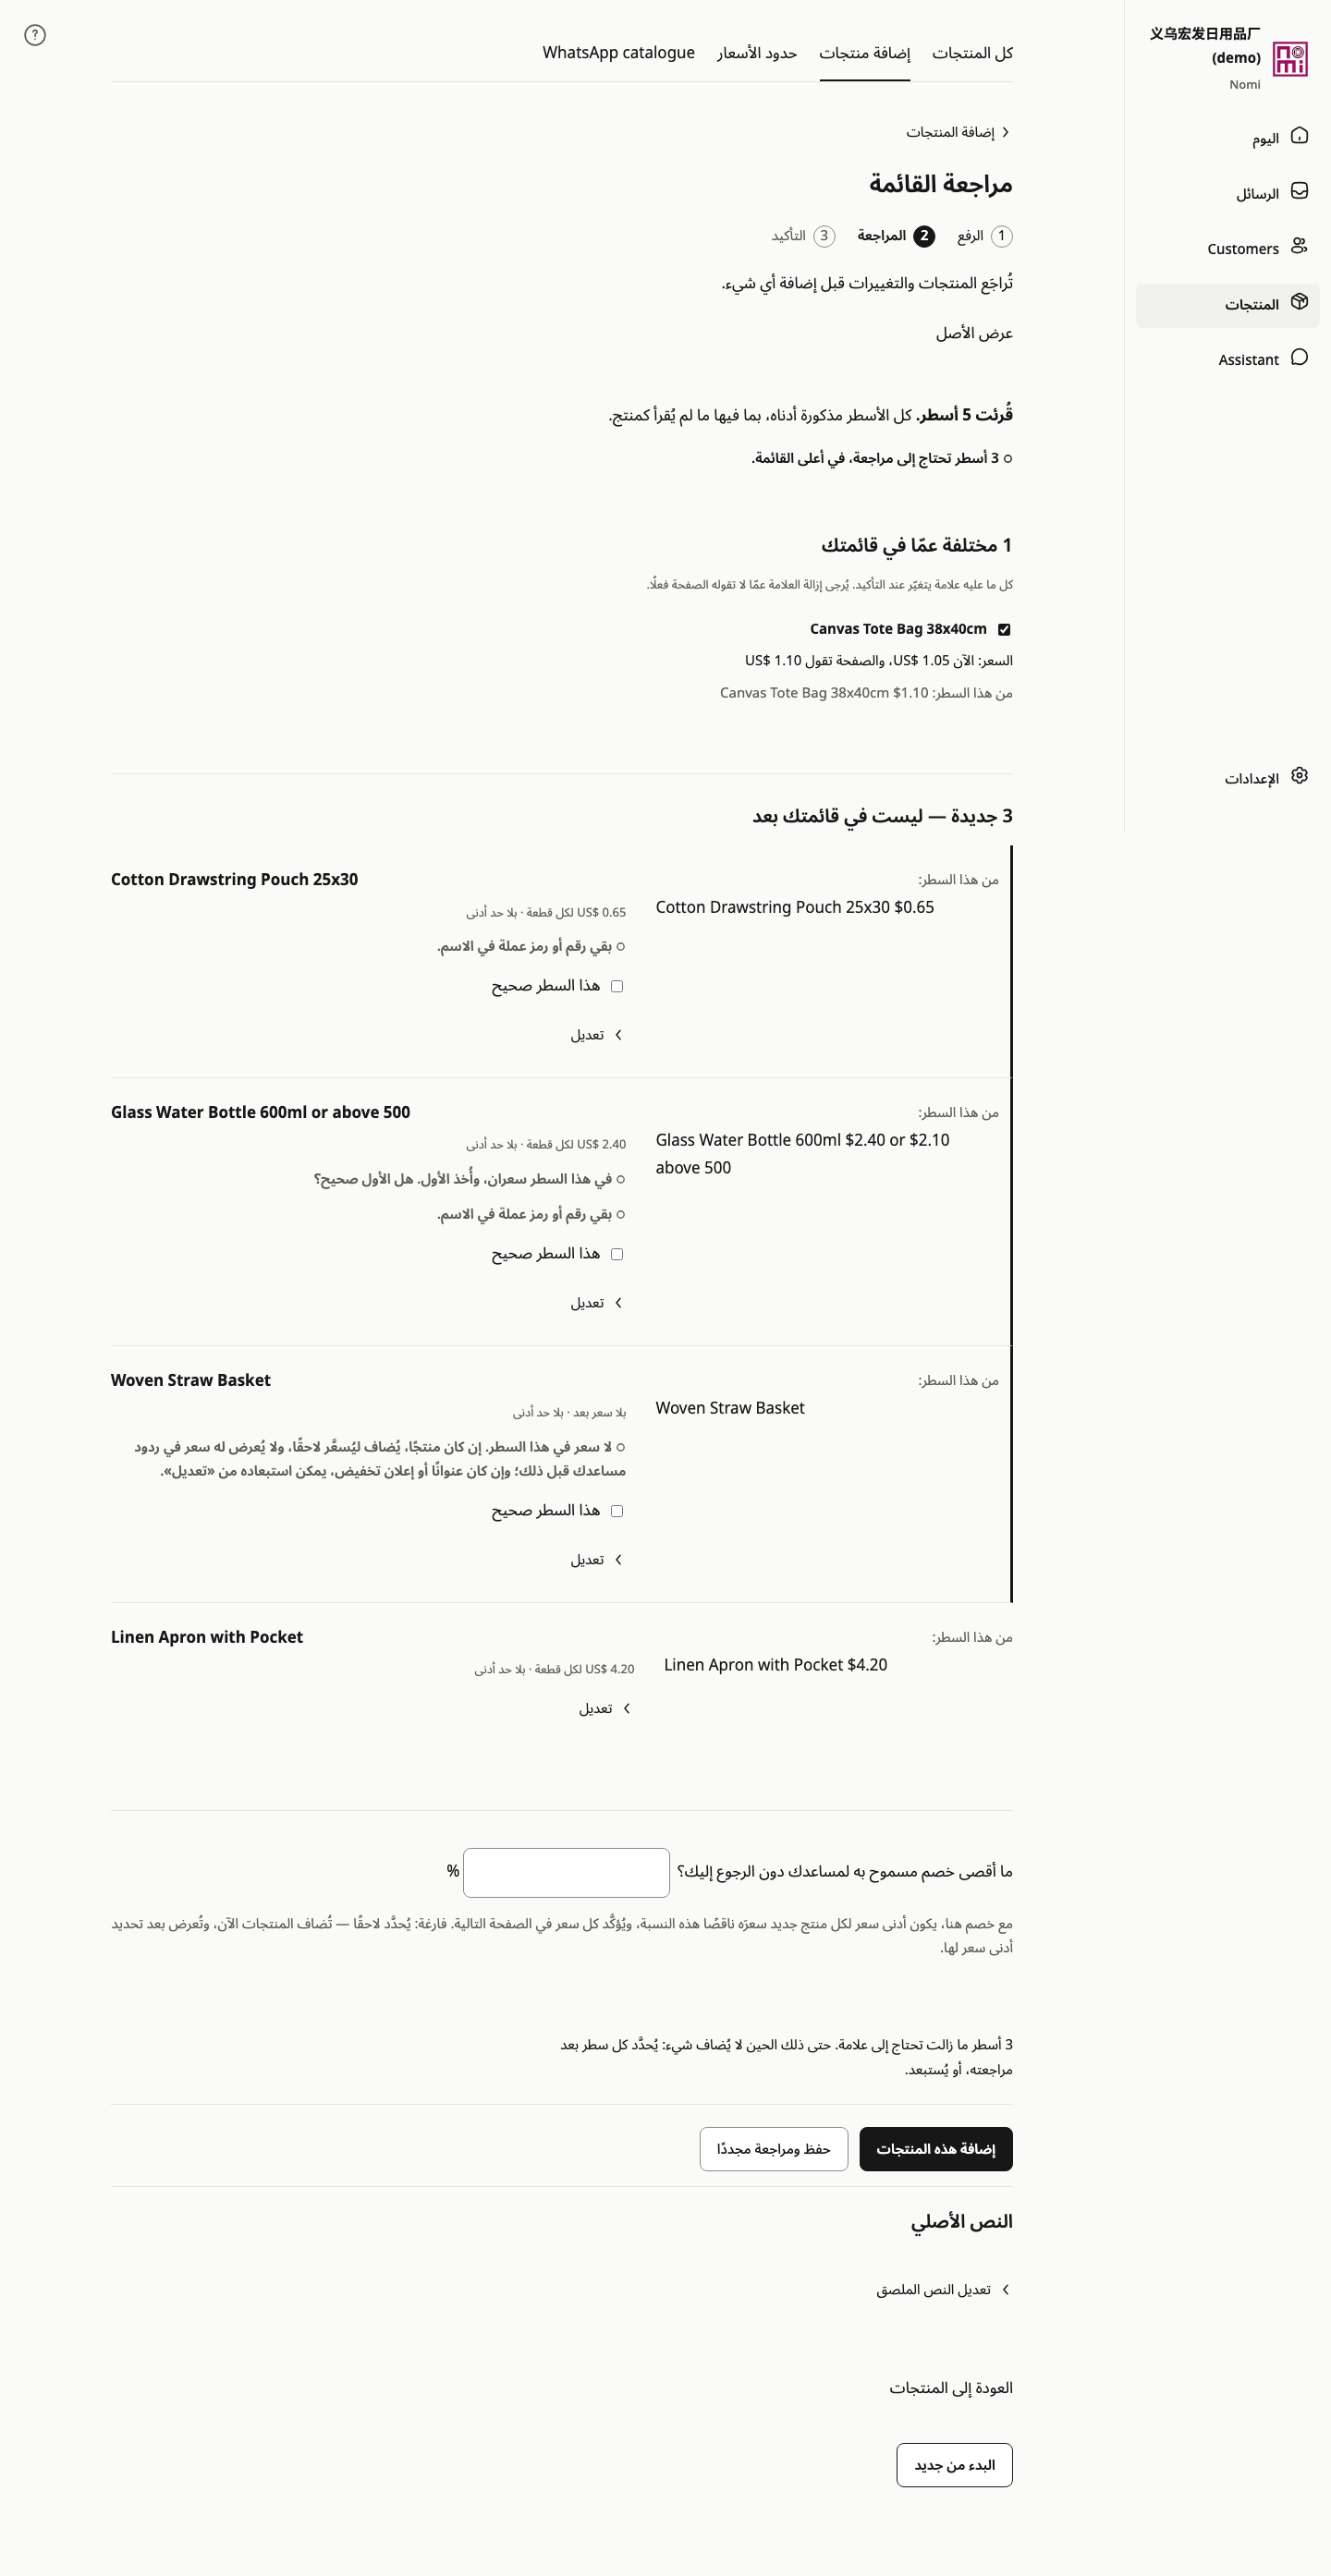 义乌宏发日用品厂
(demo)
Nomi
اليوم
الرسائل
Customers
المنتجات
Assistant
الإعدادات
?
كل المنتجات
إضافة منتجات
حدود الأسعار
WhatsApp catalogue
إضافة المنتجات
مراجعة القائمة
1 الرفع
2 المراجعة
3 التأكيد
تُراجَع المنتجات والتغييرات قبل إضافة أي شيء.
عرض الأصل
قُرئت 5 أسطر. كل الأسطر مذكورة أدناه، بما فيها ما لم يُقرأ كمنتج.
○ 3 أسطر تحتاج إلى مراجعة، في أعلى القائمة.
1 مختلفة عمّا في قائمتك
كل ما عليه علامة يتغيّر عند التأكيد. يُرجى إزالة العلامة عمّا لا تقوله الصفحة فعلًا.
Canvas Tote Bag 38x40cm
السعر: الآن US$ 1.05، والصفحة تقول US$ 1.10
من هذا السطر: Canvas Tote Bag 38x40cm $1.10
3 جديدة — ليست في قائمتك بعد
من هذا السطر:
Cotton Drawstring Pouch 25x30 $0.65
Cotton Drawstring Pouch 25x30
US$ 0.65 لكل قطعة · بلا حد أدنى
○ بقي رقم أو رمز عملة في الاسم.
هذا السطر صحيح
تعديل
من هذا السطر:
Glass Water Bottle 600ml $2.40 or $2.10
above 500
Glass Water Bottle 600ml or above 500
US$ 2.40 لكل قطعة · بلا حد أدنى
○ في هذا السطر سعران، وأُخذ الأول. هل الأول صحيح؟
○ بقي رقم أو رمز عملة في الاسم.
هذا السطر صحيح
تعديل
من هذا السطر:
Woven Straw Basket
Woven Straw Basket
بلا سعر بعد · بلا حد أدنى
○ لا سعر في هذا السطر. إن كان منتجًا، يُضاف ليُسعَّر لاحقًا، ولا يُعرض له سعر في ردود
مساعدك قبل ذلك؛ وإن كان عنوانًا أو إعلان تخفيض، يمكن استبعاده من «تعديل».
هذا السطر صحيح
تعديل
من هذا السطر:
Linen Apron with Pocket $4.20
Linen Apron with Pocket
US$ 4.20 لكل قطعة · بلا حد أدنى
تعديل
ما أقصى خصم مسموح به لمساعدك دون الرجوع إليك؟ %
مع خصم هنا، يكون أدنى سعر لكل منتج جديد سعرَه ناقصًا هذه النسبة، ويُؤكَّد كل سعر في الصفحة التالية. فارغة: يُحدَّد لاحقًا — تُضاف المنتجات الآن، وتُعرض بعد تحديد
أدنى سعر لها.
3 أسطر ما زالت تحتاج إلى علامة. حتى ذلك الحين لا يُضاف شيء: يُحدَّد كل سطر بعد
مراجعته، أو يُستبعد.
إضافة هذه المنتجات
حفظ ومراجعة مجددًا
النص الأصلي
تعديل النص الملصق
العودة إلى المنتجات
البدء من جديد